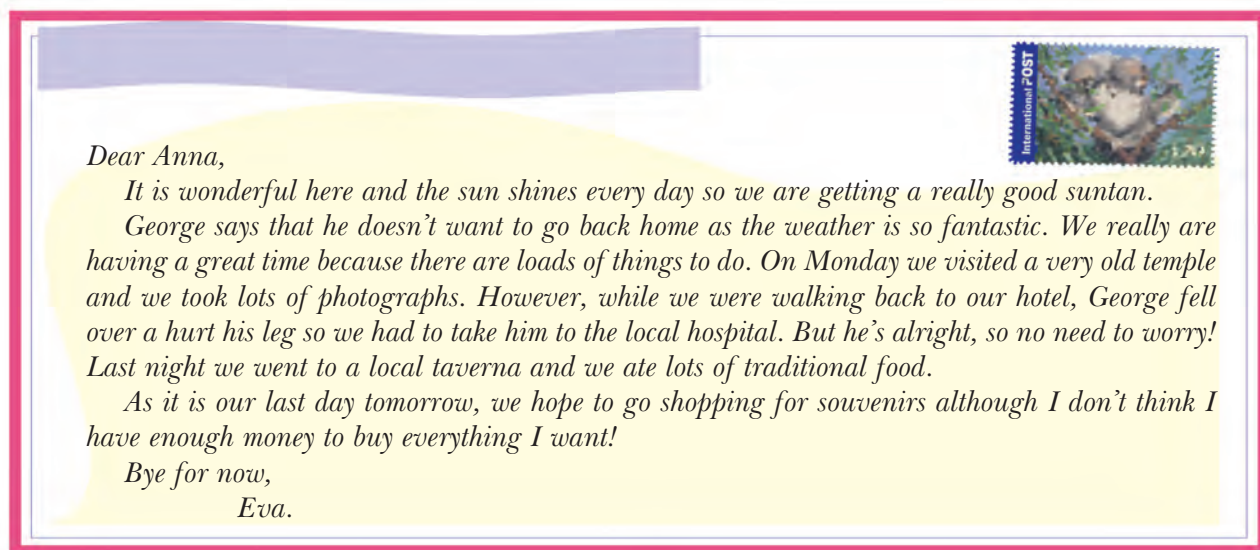 International POST
Dear Anna,
It is wonderful here and the sun shines every day so we are getting a really good suntan.
George says that he doesn't want to go back home as the weather is so fantastic. We really are
having a great time because there are loads of things to do. On Monday we visited a very old temple
and we took lots of photographs. However, while we were walking back to our hotel, George fell
over a hurt his leg so we had to take him to the local hospital. But he's alright, so no need to worry!
Last night we went to a local taverna and we ate lots of traditional food.
As it is our last day tomorrow, we hope to go shopping for souvenirs although I don't think I
have enough money to buy everything I want!
Bye for now,
Eva.